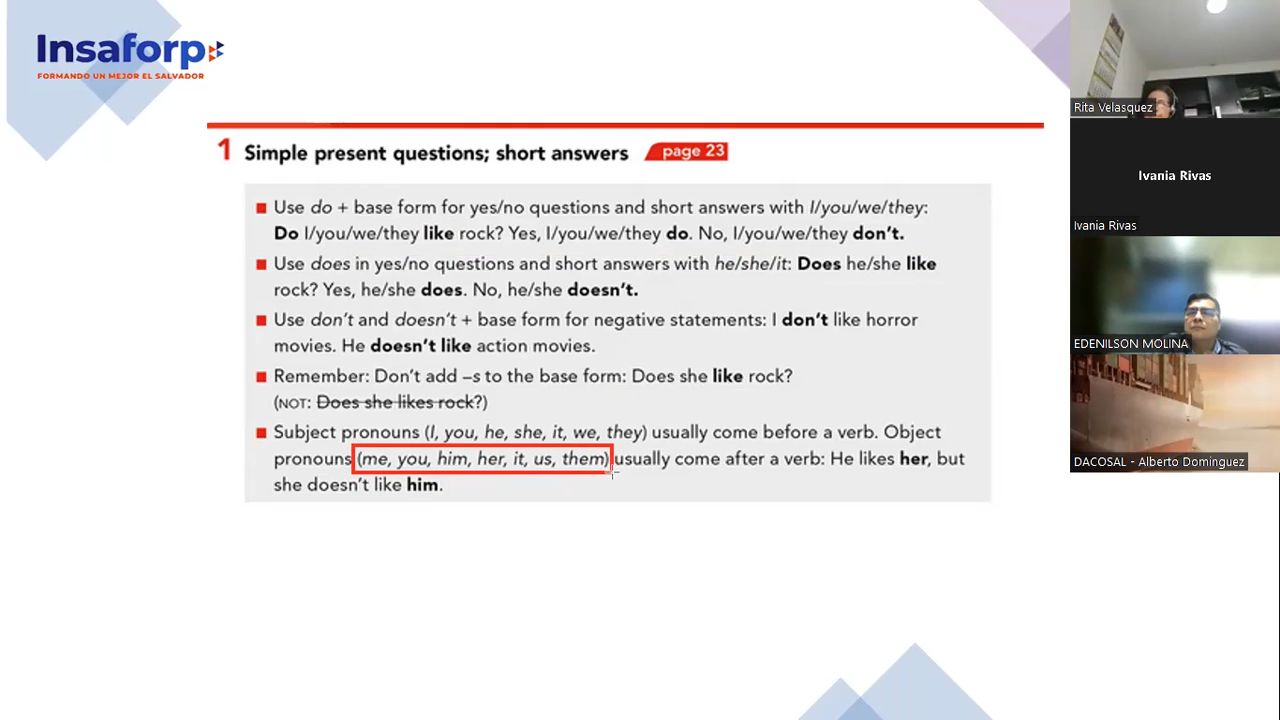 Insaforp
FORMANDO UN MEJOR EL SALVADOR
1 Simple present questions; short answers page 23
Use do + base form for yes/no questions and short answers with I/you/we/they:
Do I/you/we/they like rock? Yes, I/you/we/they do. No, I/you/we/they don't.
Use does in yes/no questions and short answers with he/she/it: Does he/she like
rock? Yes, he/she does. No, he/she doesn't.
Use don't and doesn't + base form for negative statements: I don't like horror
movies. He doesn't like action movies.
Remember: Don't add –s to the base form: Does she like rock?
(NOT: Does she likes rock?)
Subject pronouns (I, you, he, she, it, we, they) usually come before a verb. Object
pronouns (me, you, him, her, it, us, them) usually come after a verb: He likes her, but
she doesn't like him.
Rita Velasquez
Ivania Rivas
Ivania Rivas
EDENILSON MOLINA
DACOSAL - Alberto Dominguez